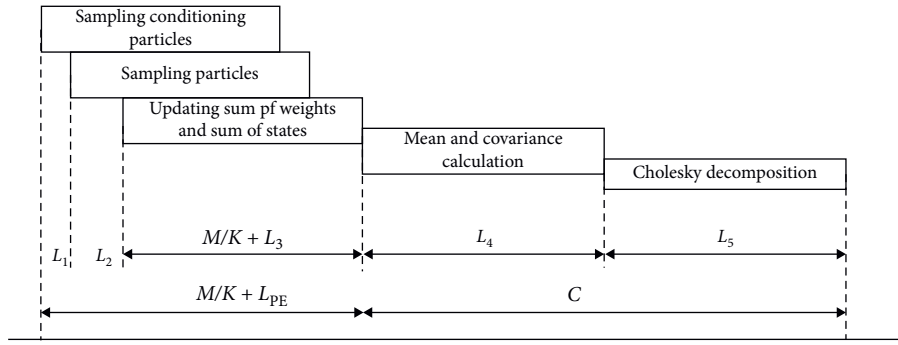 Sampling conditioning
particles
Sampling particles
Updating sum pf weights
and sum of states
Mean and covariance
calculation
Cholesky decomposition
L₁
L₂
M/K + L₃
L₄
L₅
M/K + L_PE
C